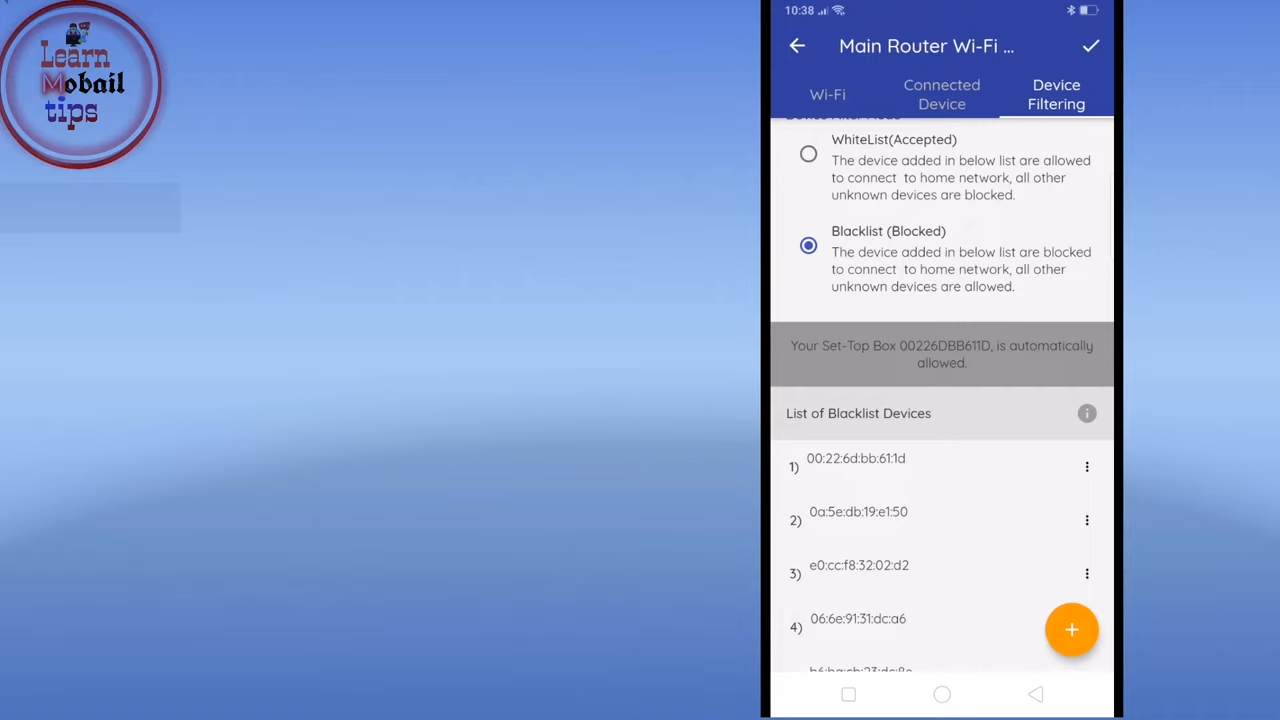 Learn
Mobail
tips
10:38
Main Router Wi-Fi ...
Wi-Fi
Connected
Device
Device
Filtering
WhiteList(Accepted)
The device added in below list are allowed
to connect to home network, all other
unknown devices are blocked.
Blacklist (Blocked)
The device added in below list are blocked
to connect to home network, all other
unknown devices are allowed.
Your Set-Top Box 00226DBB611D, is automatically
allowed.
List of Blacklist Devices
1) 00:22:6d:bb:61:1d
2) 0a:5e:db:19:e1:50
3) e0:cc:f8:32:02:d2
4) 06:6e:91:31:dc:a6